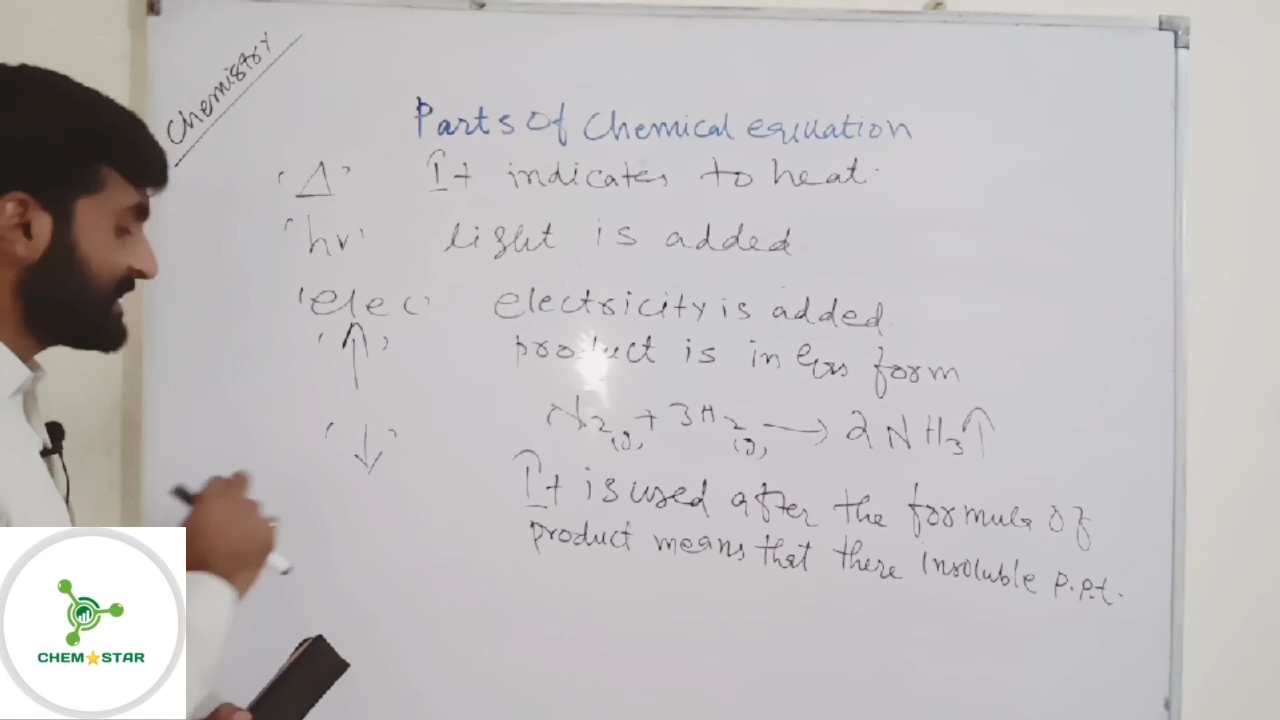 Chemistry
Parts Of Chemical equation
'Δ' It indicates to heat.
'hν' light is added
'elec' electricity is added
'↑' product is in Gas form
N₂(g) + 3H₂(g) ⟶ 2NH₃↑
'↓' It is used after the formula of
product means that there insoluble p.p.t.
CHEM⭐STAR